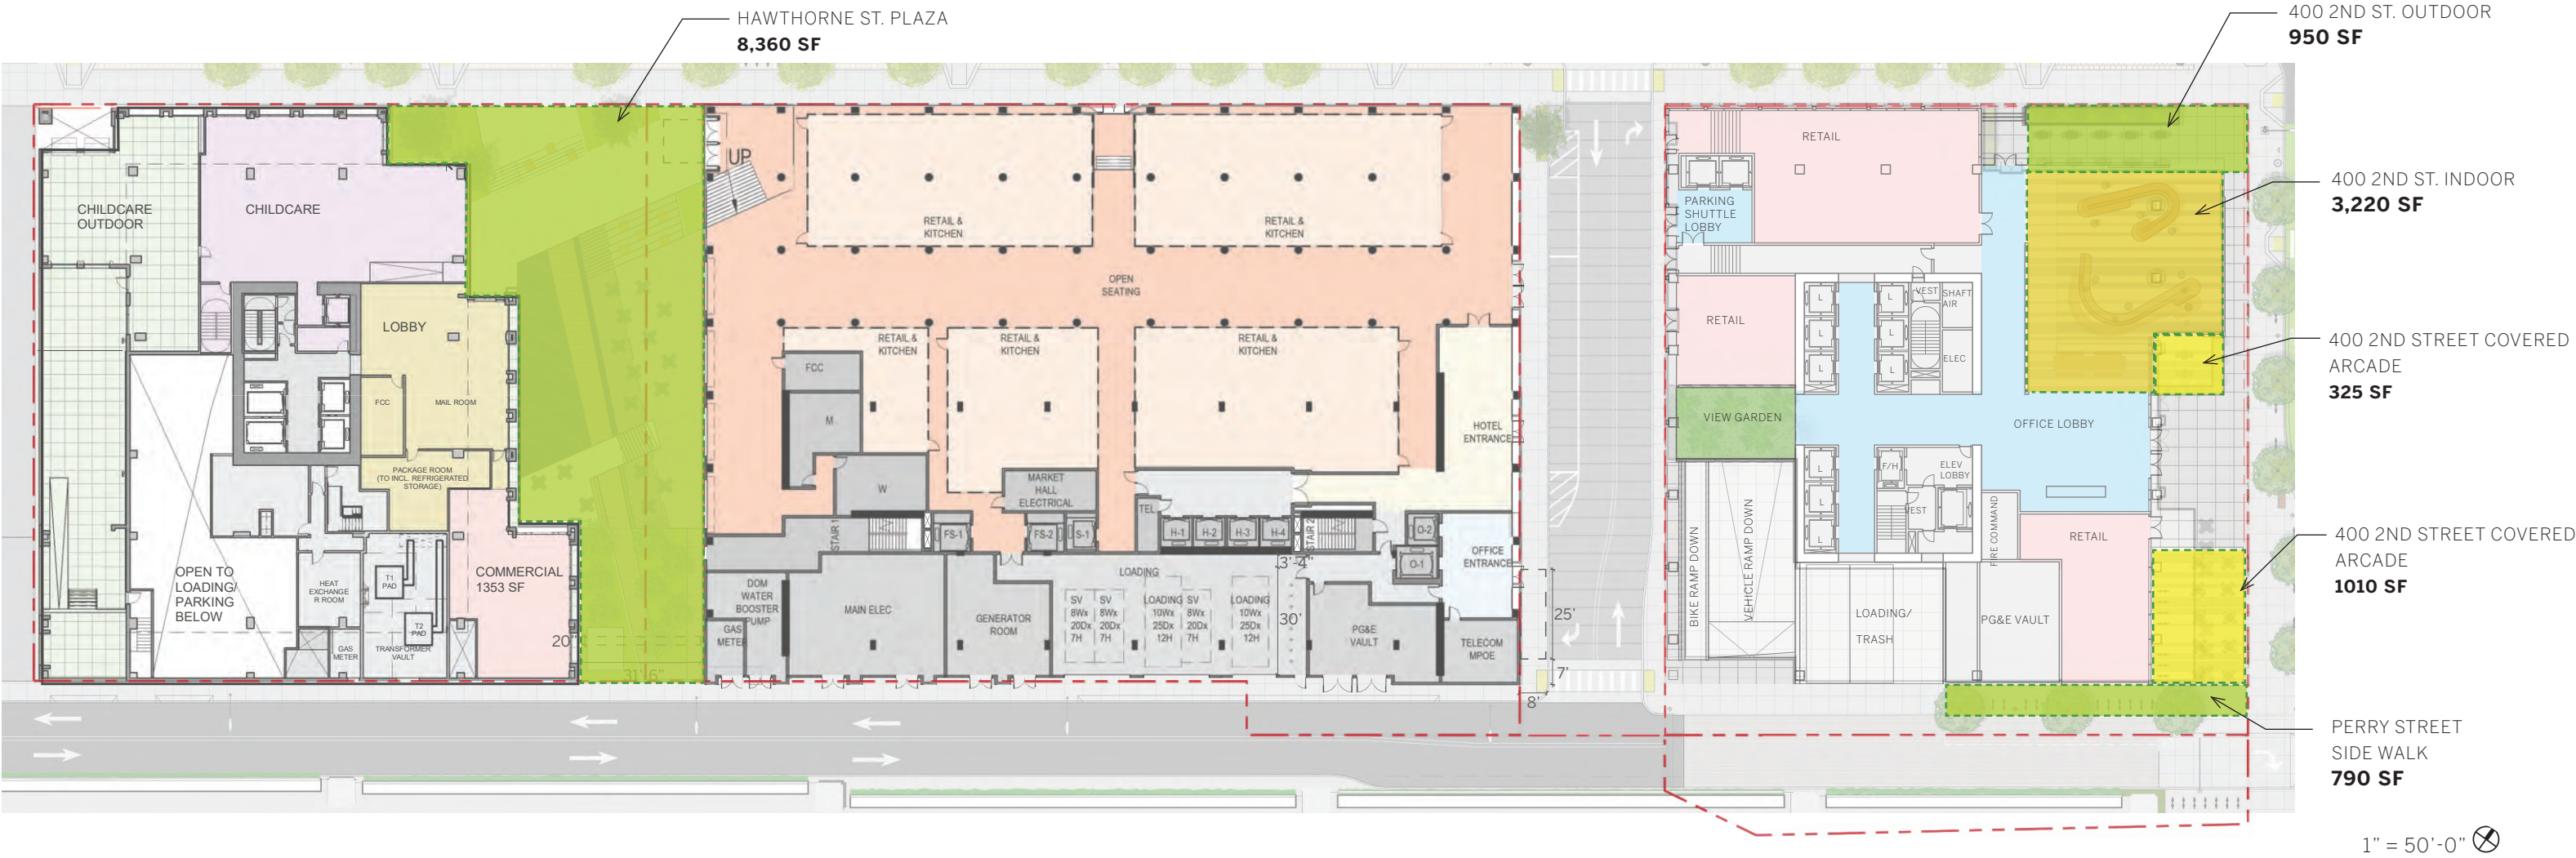 HAWTHORNE ST. PLAZA
8,360 SF
400 2ND ST. OUTDOOR
950 SF
400 2ND ST. INDOOR
3,220 SF
400 2ND STREET COVERED
ARCADE
325 SF
400 2ND STREET COVERED
ARCADE
1010 SF
PERRY STREET
SIDE WALK
790 SF
1" = 50'-0"
CHILDCARE
OUTDOOR
CHILDCARE
LOBBY
FCC
MAIL ROOM
PACKAGE ROOM
(TO INCL. REFRIGERATED
STORAGE)
OPEN TO
LOADING/
PARKING
BELOW
HEAT
EXCHANGE
R ROOM
GAS
METER
T1
PAD
T2
PAD
TRANSFORMER
VAULT
COMMERCIAL
1353 SF
20"
31' 6"
UP
RETAIL &
KITCHEN
RETAIL &
KITCHEN
OPEN
SEATING
RETAIL &
KITCHEN
RETAIL &
KITCHEN
RETAIL &
KITCHEN
FCC
M
W
MARKET
HALL
ELECTRICAL
HOTEL
ENTRANCE
TEL
STAIR 1
FS-1
FS-2
S-1
H-1
H-2
H-3
H-4
STAIR 2
O-2
O-1
OFFICE
ENTRANCE
DOM
WATER
BOOSTER
PUMP
GAS
METER
MAIN ELEC
GENERATOR
ROOM
LOADING
SV
8Wx
20Dx
7H
SV
8Wx
20Dx
7H
LOADING
10Wx
25Dx
12H
SV
8Wx
20Dx
7H
LOADING
10Wx
25Dx
12H
3'-4"
30'
PG&E
VAULT
TELECOM
MPOE
25'
7'
8'
RETAIL
PARKING
SHUTTLE
LOBBY
RETAIL
VIEW GARDEN
L
L
L
L
L
L
VEST
SHAFT
AIR
ELEC
OFFICE LOBBY
L
L
L
F/H
ELEV
LOBBY
VEST
FIRE COMMAND
RETAIL
BIKE RAMP DOWN
VEHICLE RAMP DOWN
LOADING/
TRASH
PG&E VAULT